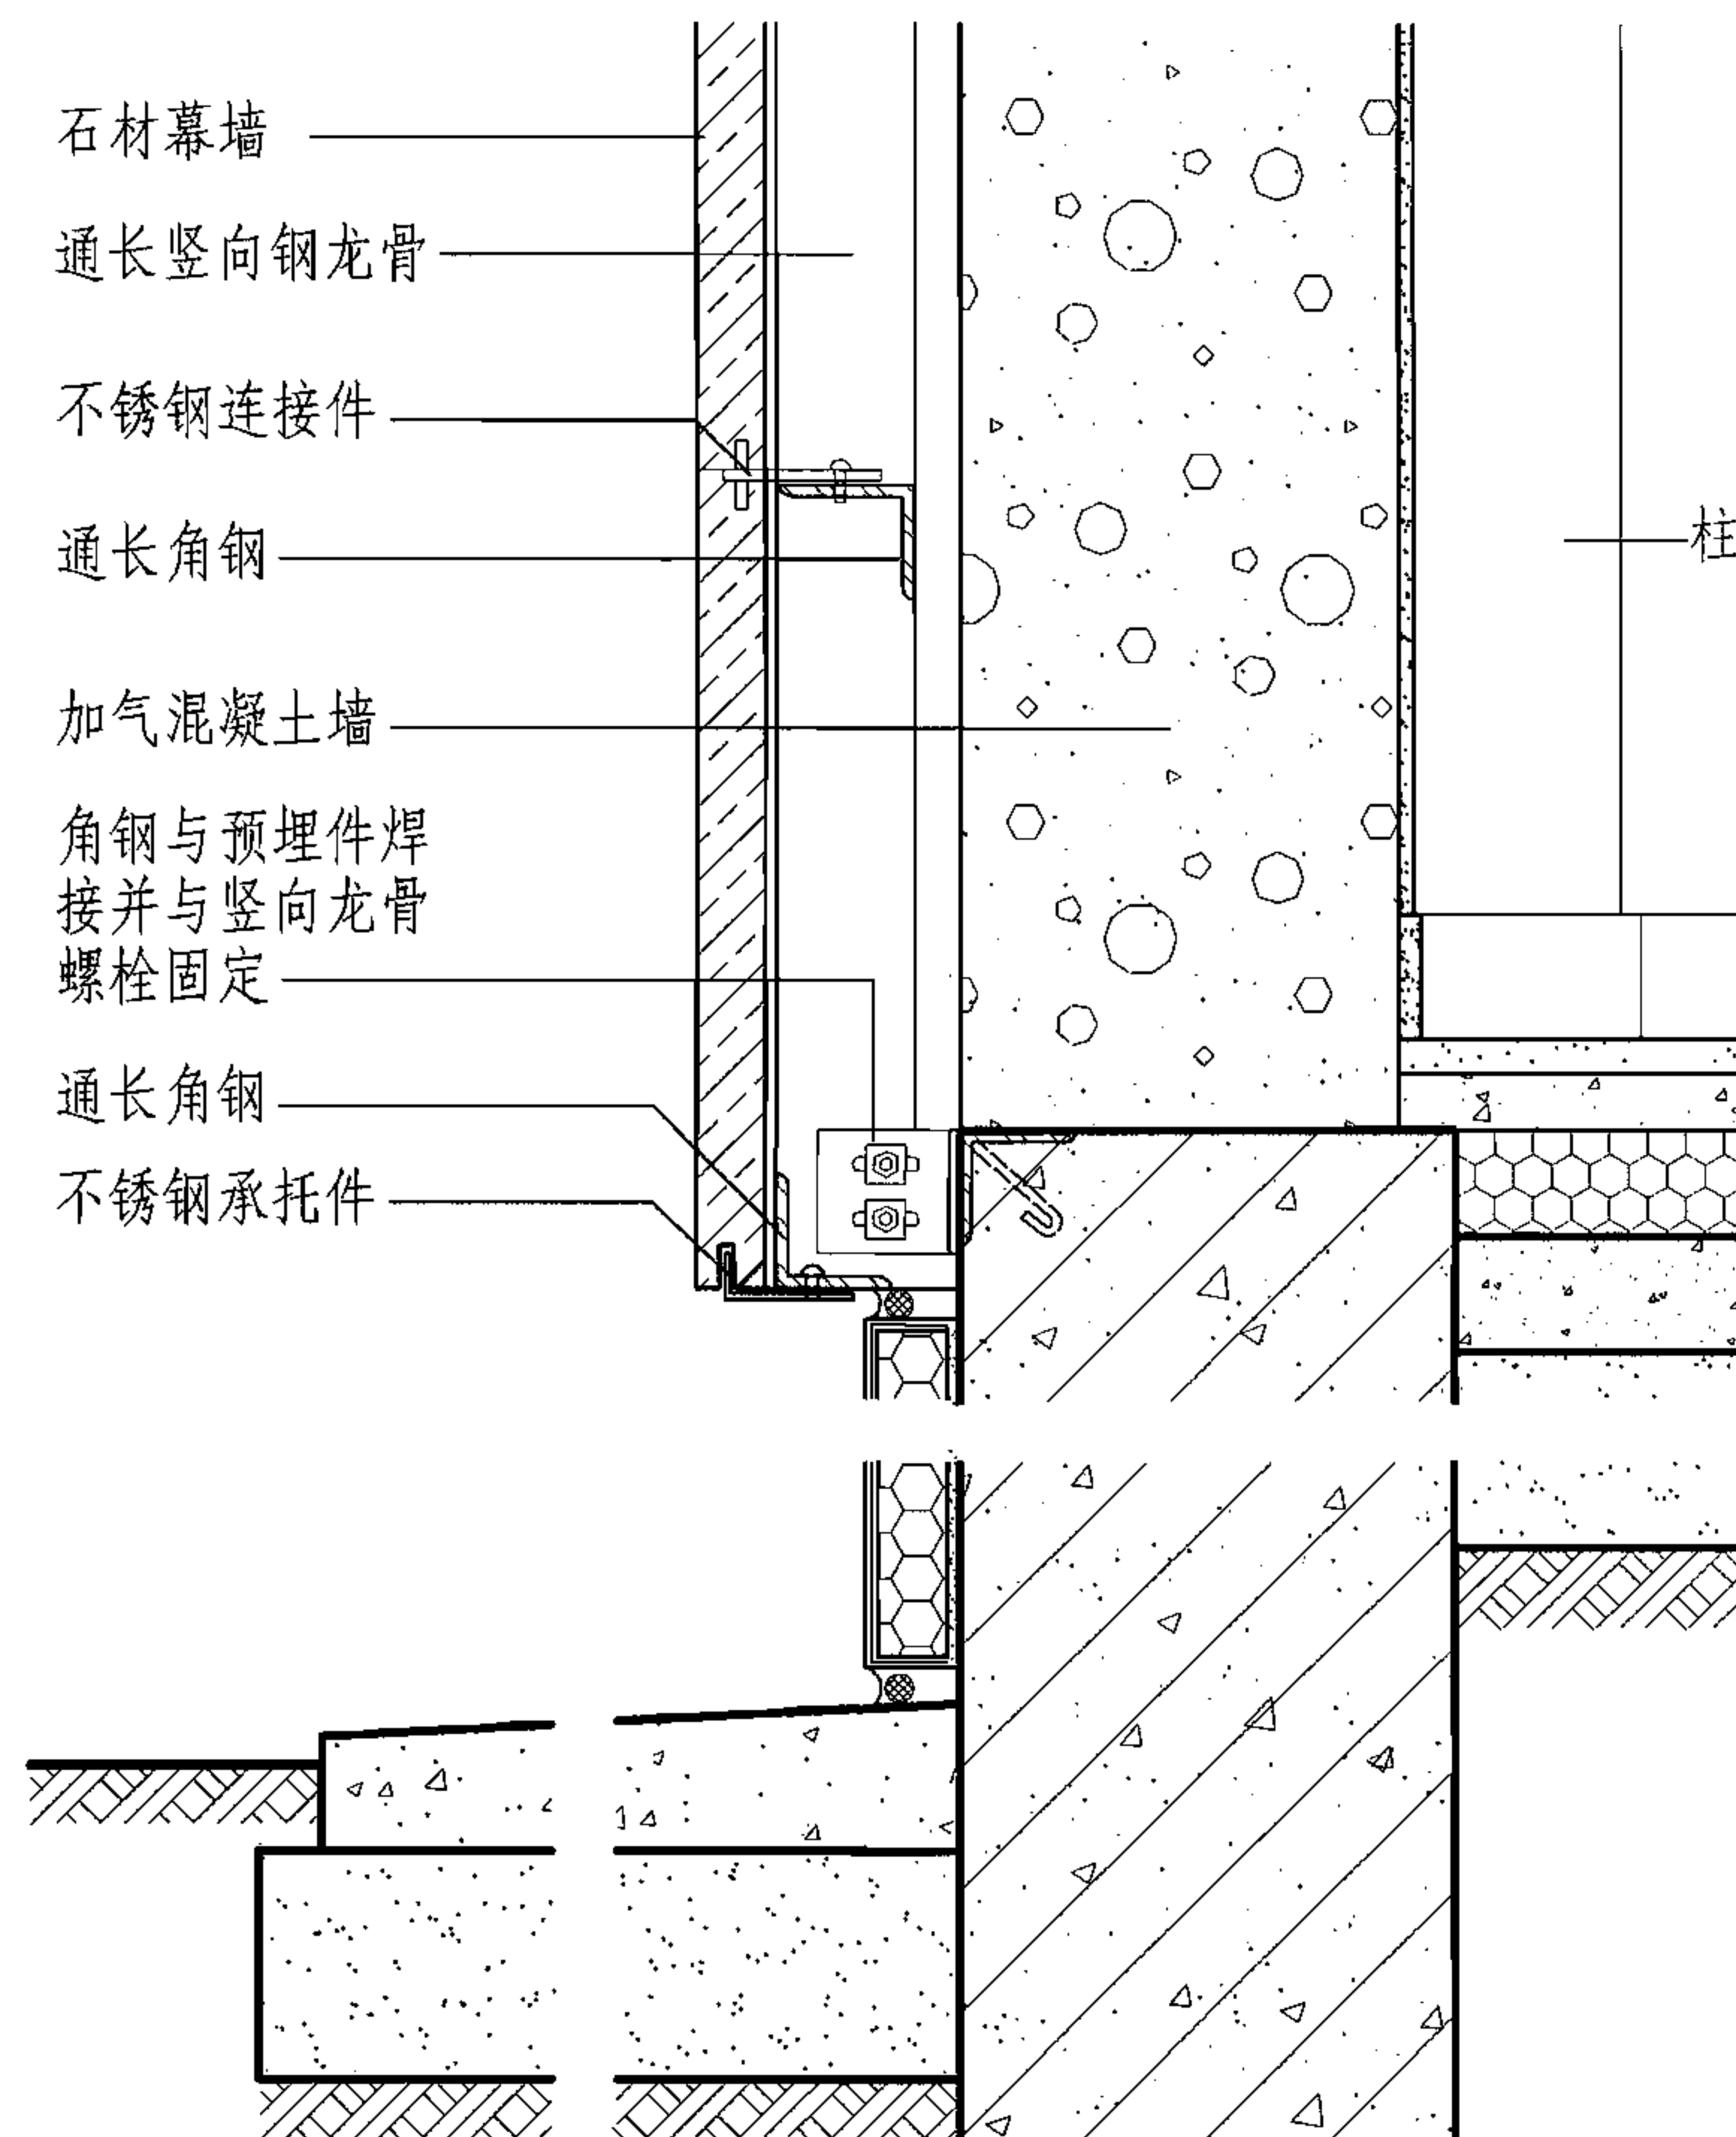 石材幕墙
通长竖向钢龙骨
不锈钢连接件
通长角钢
柱
加气混凝土墙
角钢与预埋件焊
接并与竖向龙骨
螺栓固定
通长角钢
不锈钢承托件